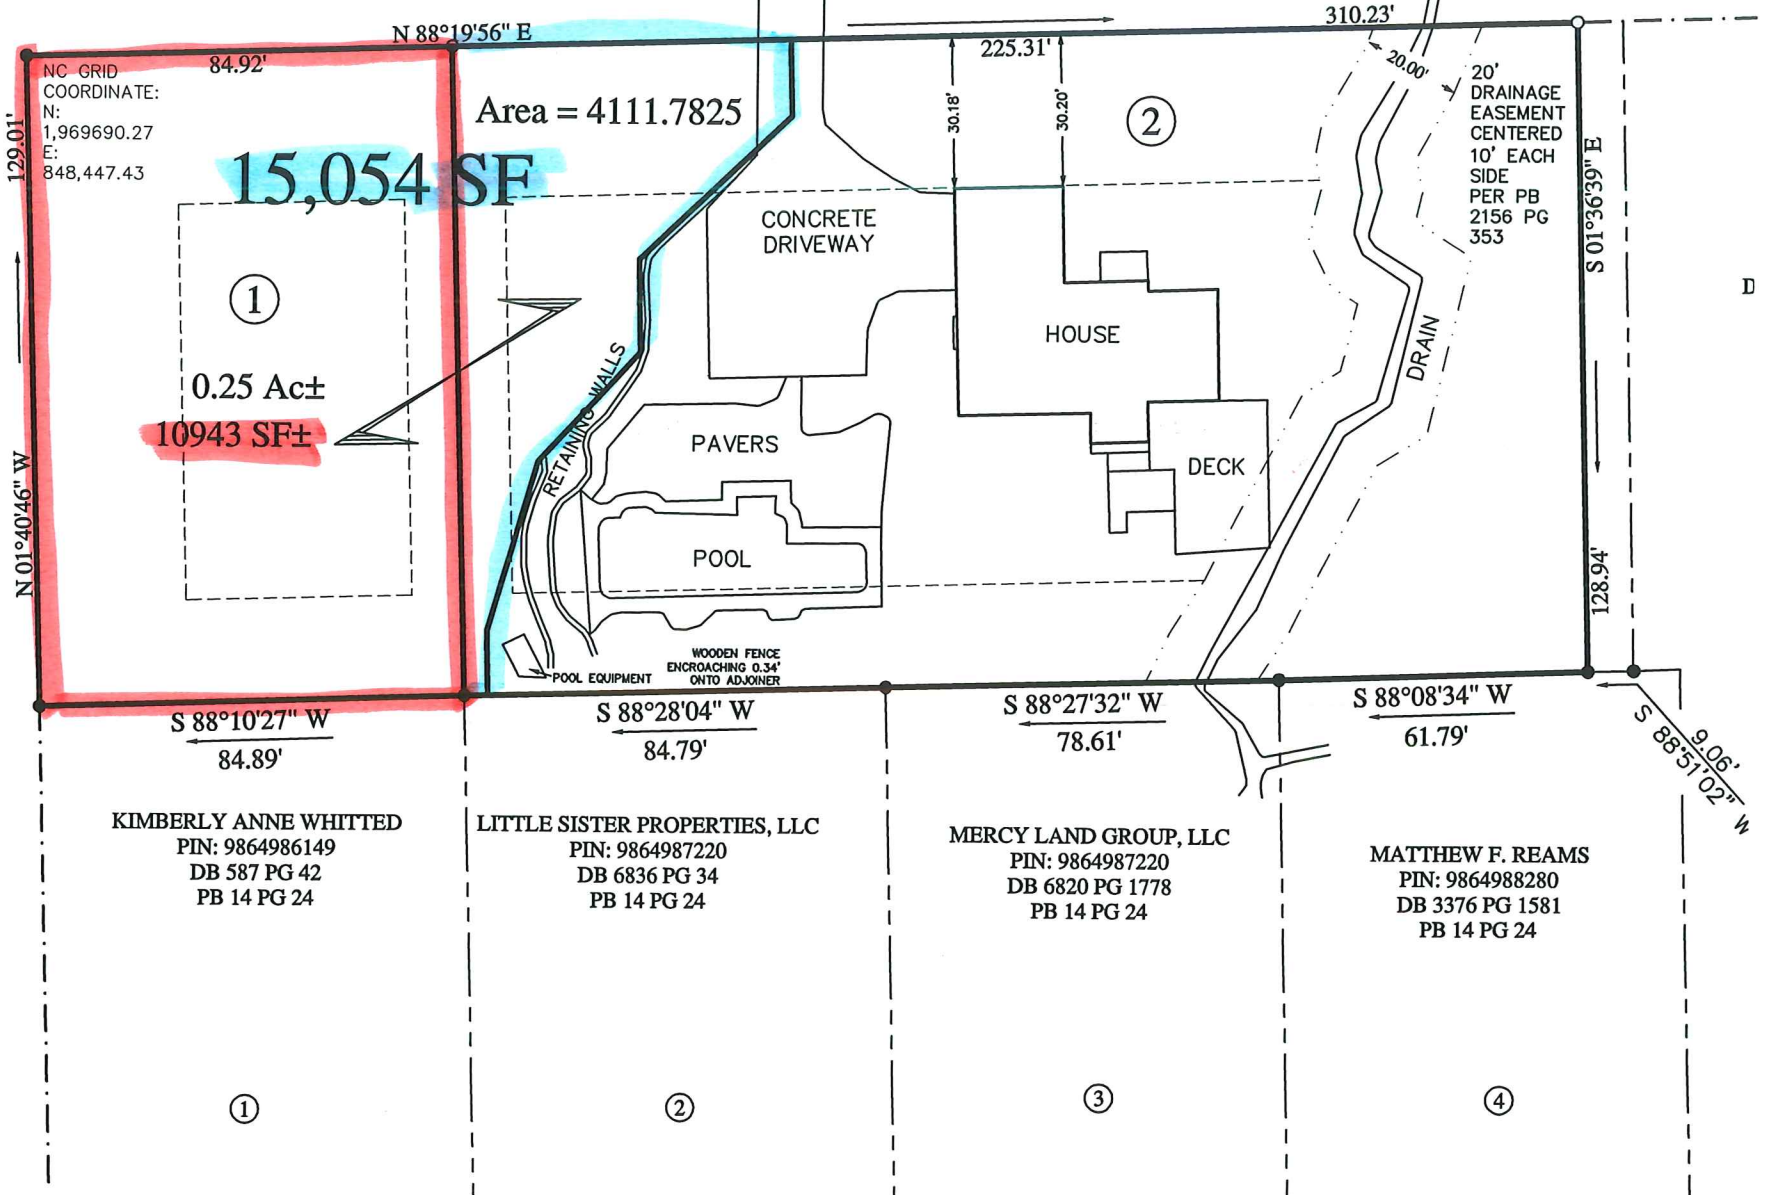 N 88°19'56" E
84.92'
225.31'
310.23'
NC GRID
COORDINATE:
N:
1,969690.27
E:
848,447.43
129.01'
N 01°40'46" W
Area = 4111.7825
15,054 SF
1
0.25 Ac±
10943 SF±
30.18'
30.20'
2
20.00'
20'
DRAINAGE
EASEMENT
CENTERED
10' EACH
SIDE
PER PB
2156 PG
353
S 01°36'39" E
128.94'
D
CONCRETE
DRIVEWAY
HOUSE
DRAIN
RETAINING WALLS
PAVERS
DECK
POOL
WOODEN FENCE
ENCROACHING 0.34'
ONTO ADJOINER
POOL EQUIPMENT
S 88°10'27" W
84.89'
S 88°28'04" W
84.79'
S 88°27'32" W
78.61'
S 88°08'34" W
61.79'
9.06'
S 88°51'02" W
KIMBERLY ANNE WHITTED
PIN: 9864986149
DB 587 PG 42
PB 14 PG 24
LITTLE SISTER PROPERTIES, LLC
PIN: 9864987220
DB 6836 PG 34
PB 14 PG 24
MERCY LAND GROUP, LLC
PIN: 9864987220
DB 6820 PG 1778
PB 14 PG 24
MATTHEW F. REAMS
PIN: 9864988280
DB 3376 PG 1581
PB 14 PG 24
1
2
3
4